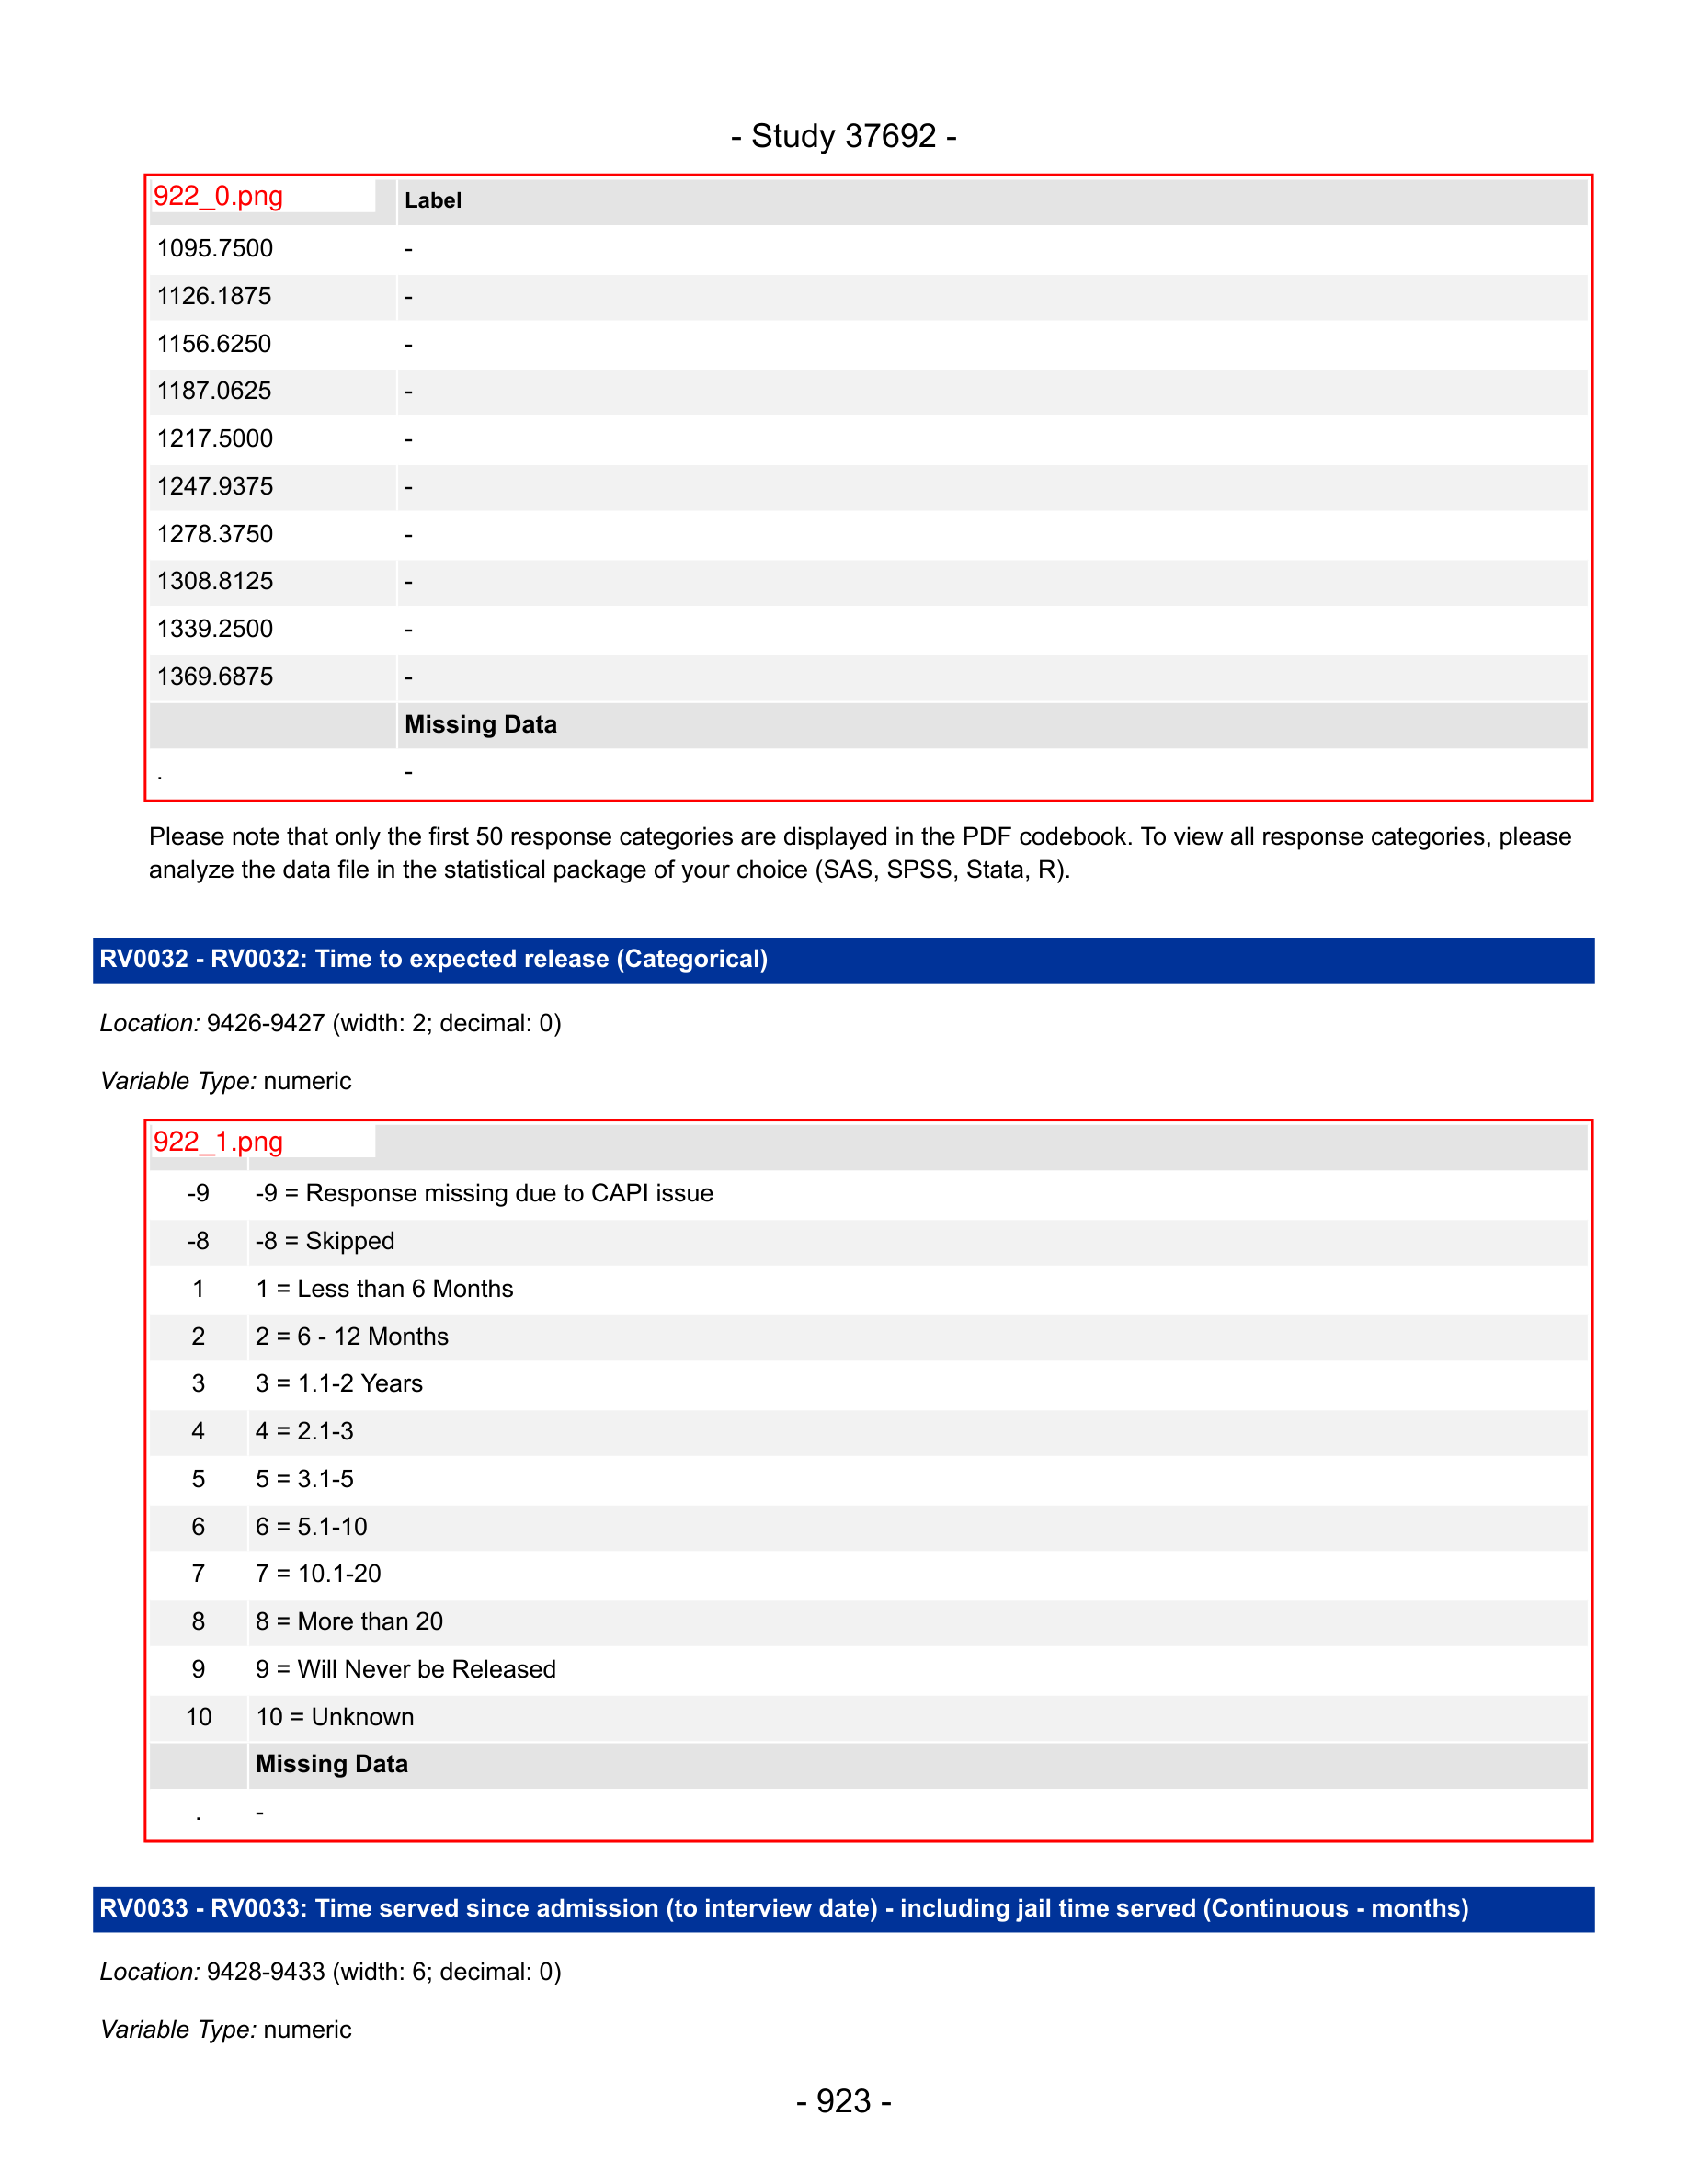 - Study 37692 -
922_0.png Label
1095.7500 -
1126.1875 -
1156.6250 -
1187.0625 -
1217.5000 -
1247.9375 -
1278.3750 -
1308.8125 -
1339.2500 -
1369.6875 -
Missing Data
. -
Please note that only the first 50 response categories are displayed in the PDF codebook. To view all response categories, please
analyze the data file in the statistical package of your choice (SAS, SPSS, Stata, R).
RV0032 - RV0032: Time to expected release (Categorical)
Location: 9426-9427 (width: 2; decimal: 0)
Variable Type: numeric
922_1.png
-9 -9 = Response missing due to CAPI issue
-8 -8 = Skipped
1 1 = Less than 6 Months
2 2 = 6 - 12 Months
3 3 = 1.1-2 Years
4 4 = 2.1-3
5 5 = 3.1-5
6 6 = 5.1-10
7 7 = 10.1-20
8 8 = More than 20
9 9 = Will Never be Released
10 10 = Unknown
Missing Data
. -
RV0033 - RV0033: Time served since admission (to interview date) - including jail time served (Continuous - months)
Location: 9428-9433 (width: 6; decimal: 0)
Variable Type: numeric
- 923 -